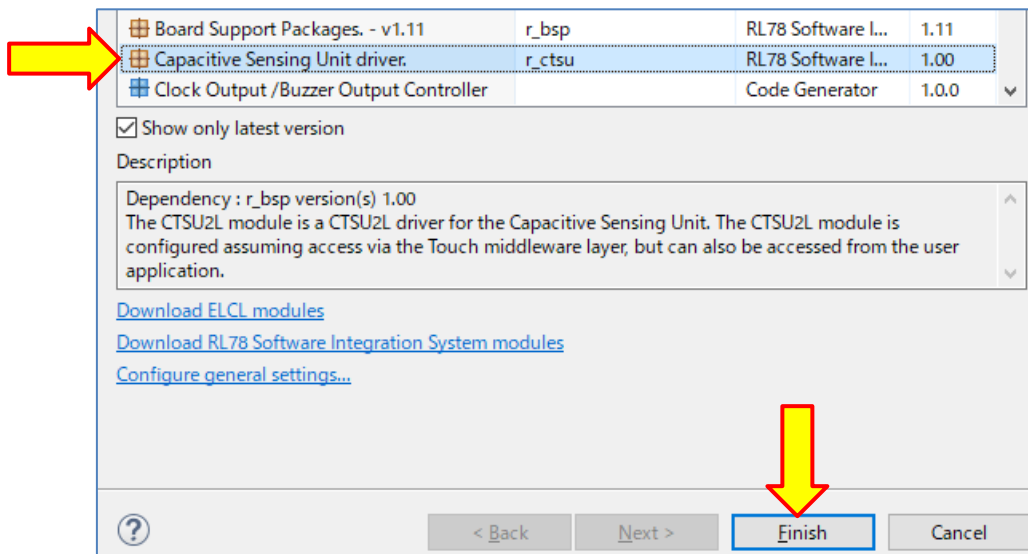 Board Support Packages. - v1.11 r_bsp RL78 Software I... 1.11
Capacitive Sensing Unit driver. r_ctsu RL78 Software I... 1.00
Clock Output /Buzzer Output Controller Code Generator 1.0.0
Show only latest version
Description
Dependency : r_bsp version(s) 1.00
The CTSU2L module is a CTSU2L driver for the Capacitive Sensing Unit. The CTSU2L module is
configured assuming access via the Touch middleware layer, but can also be accessed from the user
application.
Download ELCL modules
Download RL78 Software Integration System modules
Configure general settings...
? < Back Next > Finish Cancel